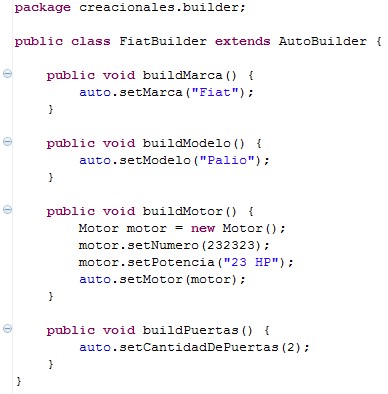 package creacionales.builder;
public class FiatBuilder extends AutoBuilder {
public void buildMarca() {
auto.setMarca("Fiat");
}
public void buildModelo() {
auto.setModelo("Palio");
}
public void buildMotor() {
Motor motor = new Motor();
motor.setNumero(232323);
motor.setPotencia("23 HP");
auto.setMotor(motor);
}
public void buildPuertas() {
auto.setCantidadDePuertas(2);
}
}